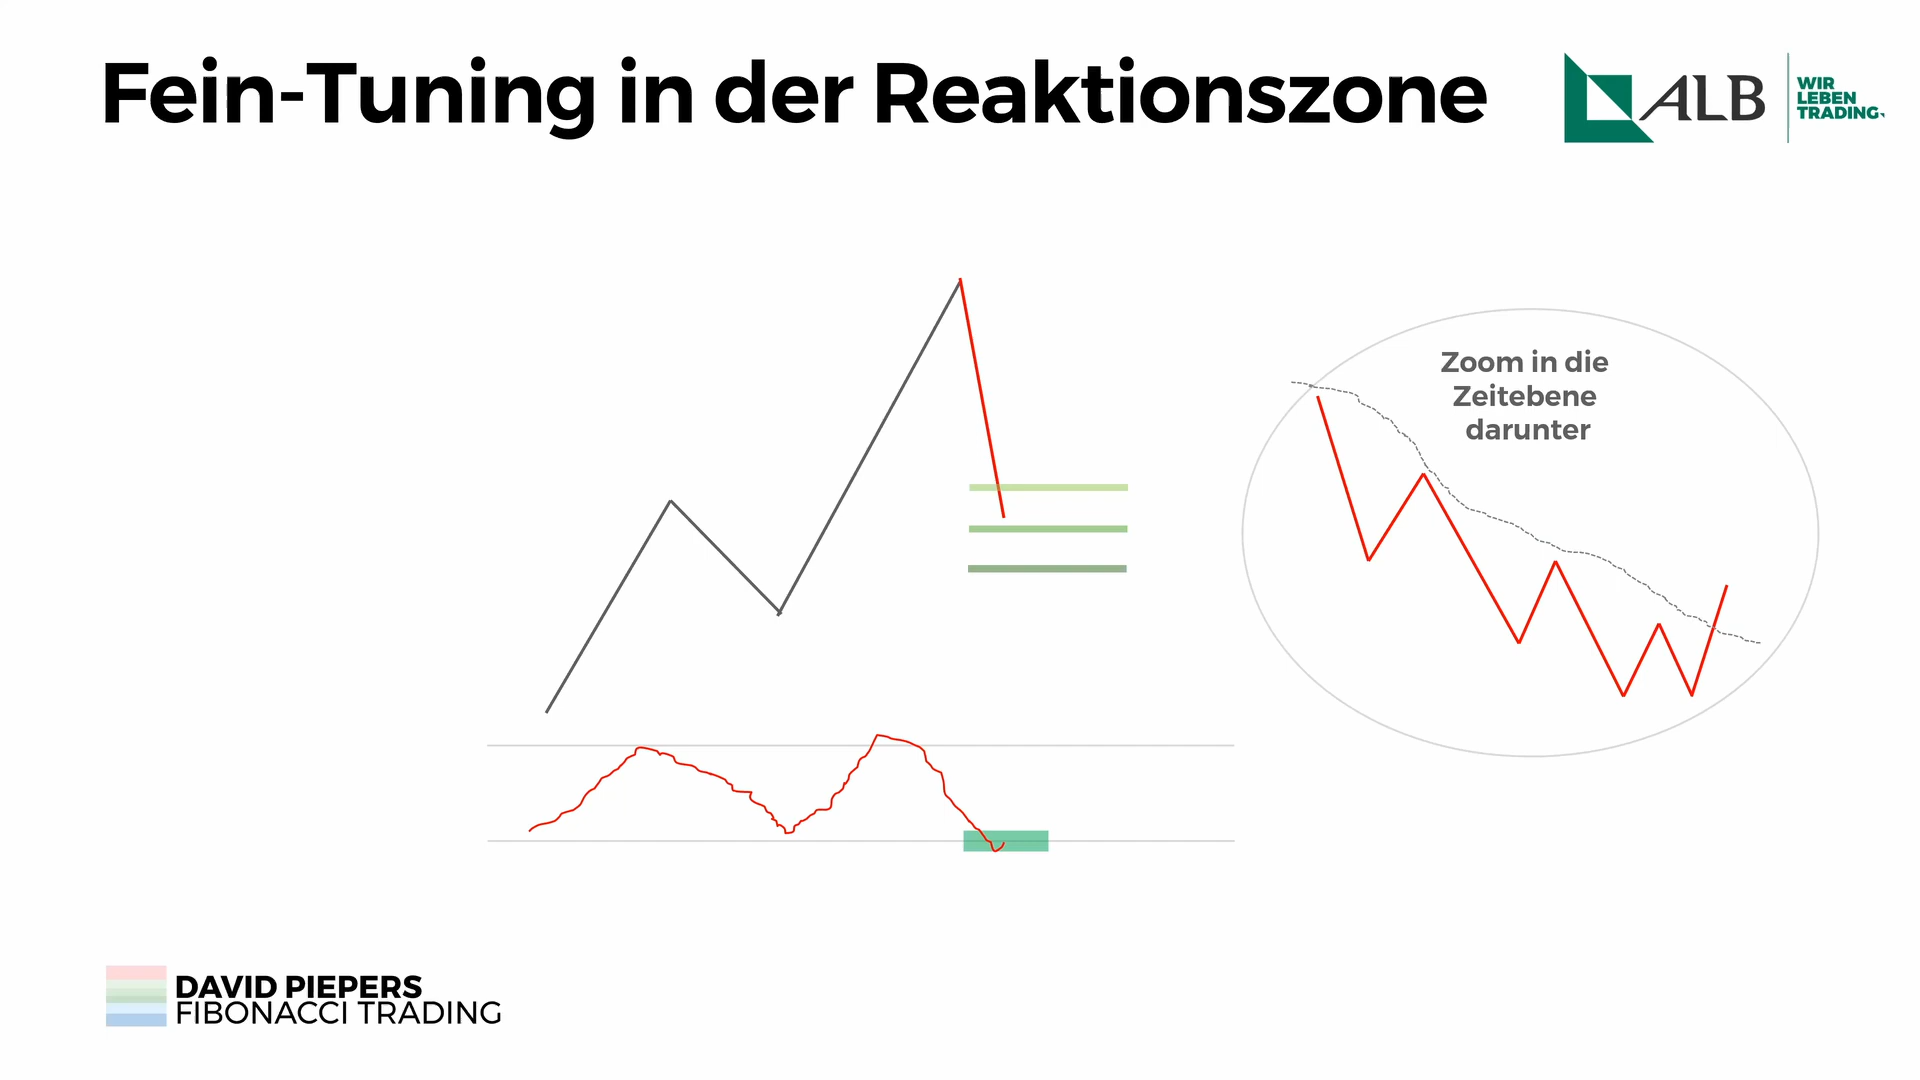 Fein-Tuning in der Reaktionszone
ALB
WIR
LEBEN
TRADING
Zoom in die
Zeitebene
darunter
DAVID PIEPERS
FIBONACCI TRADING